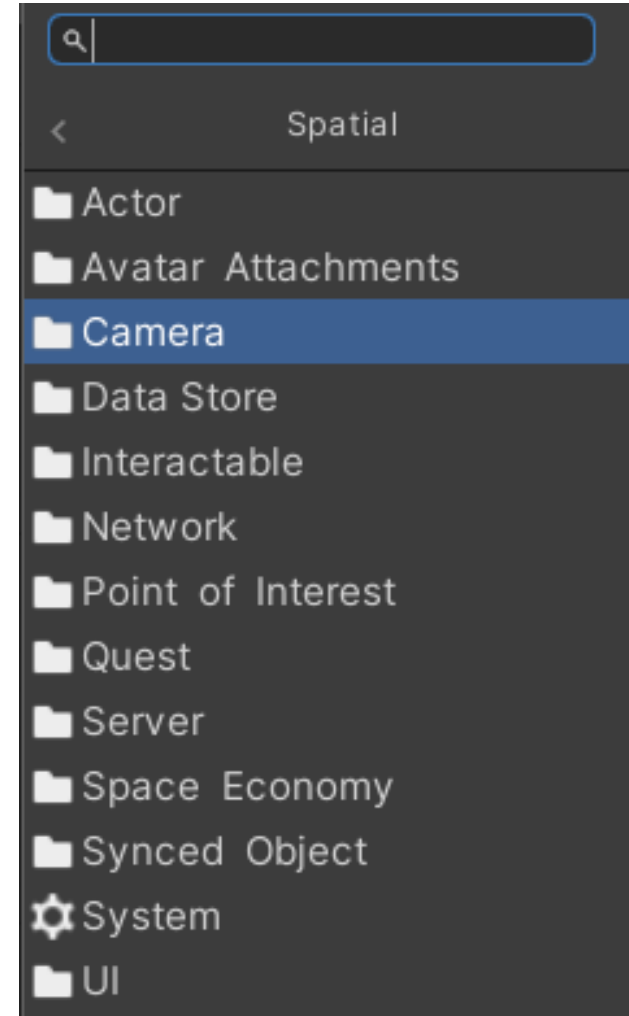 Spatial
Actor
Avatar Attachments
Camera
Data Store
Interactable
Network
Point of Interest
Quest
Server
Space Economy
Synced Object
System
UI